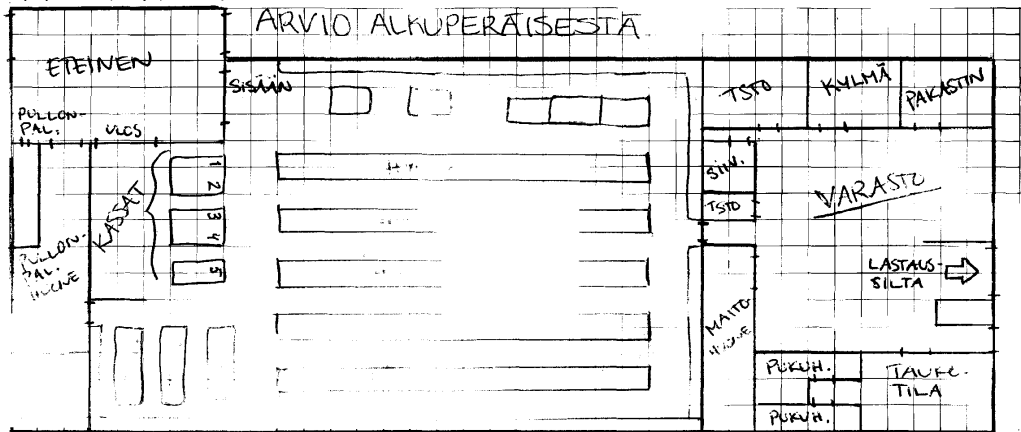 ARVIO ALKUPERÄISESTÄ
ETEINEN
SISÄÄN
PULLON-
PAL.
ULOS
TSTO
KYLMÄ
PAKASTIN
KASSAT
1
2
3
4
5
SIIV.
TSTO
VARASTO
PULLON-
PAL.
HUONE
LASTAUS-
SILTA
MAITO-
HUONE
PUKUH.
PUKUH.
TAUKO-
TILA